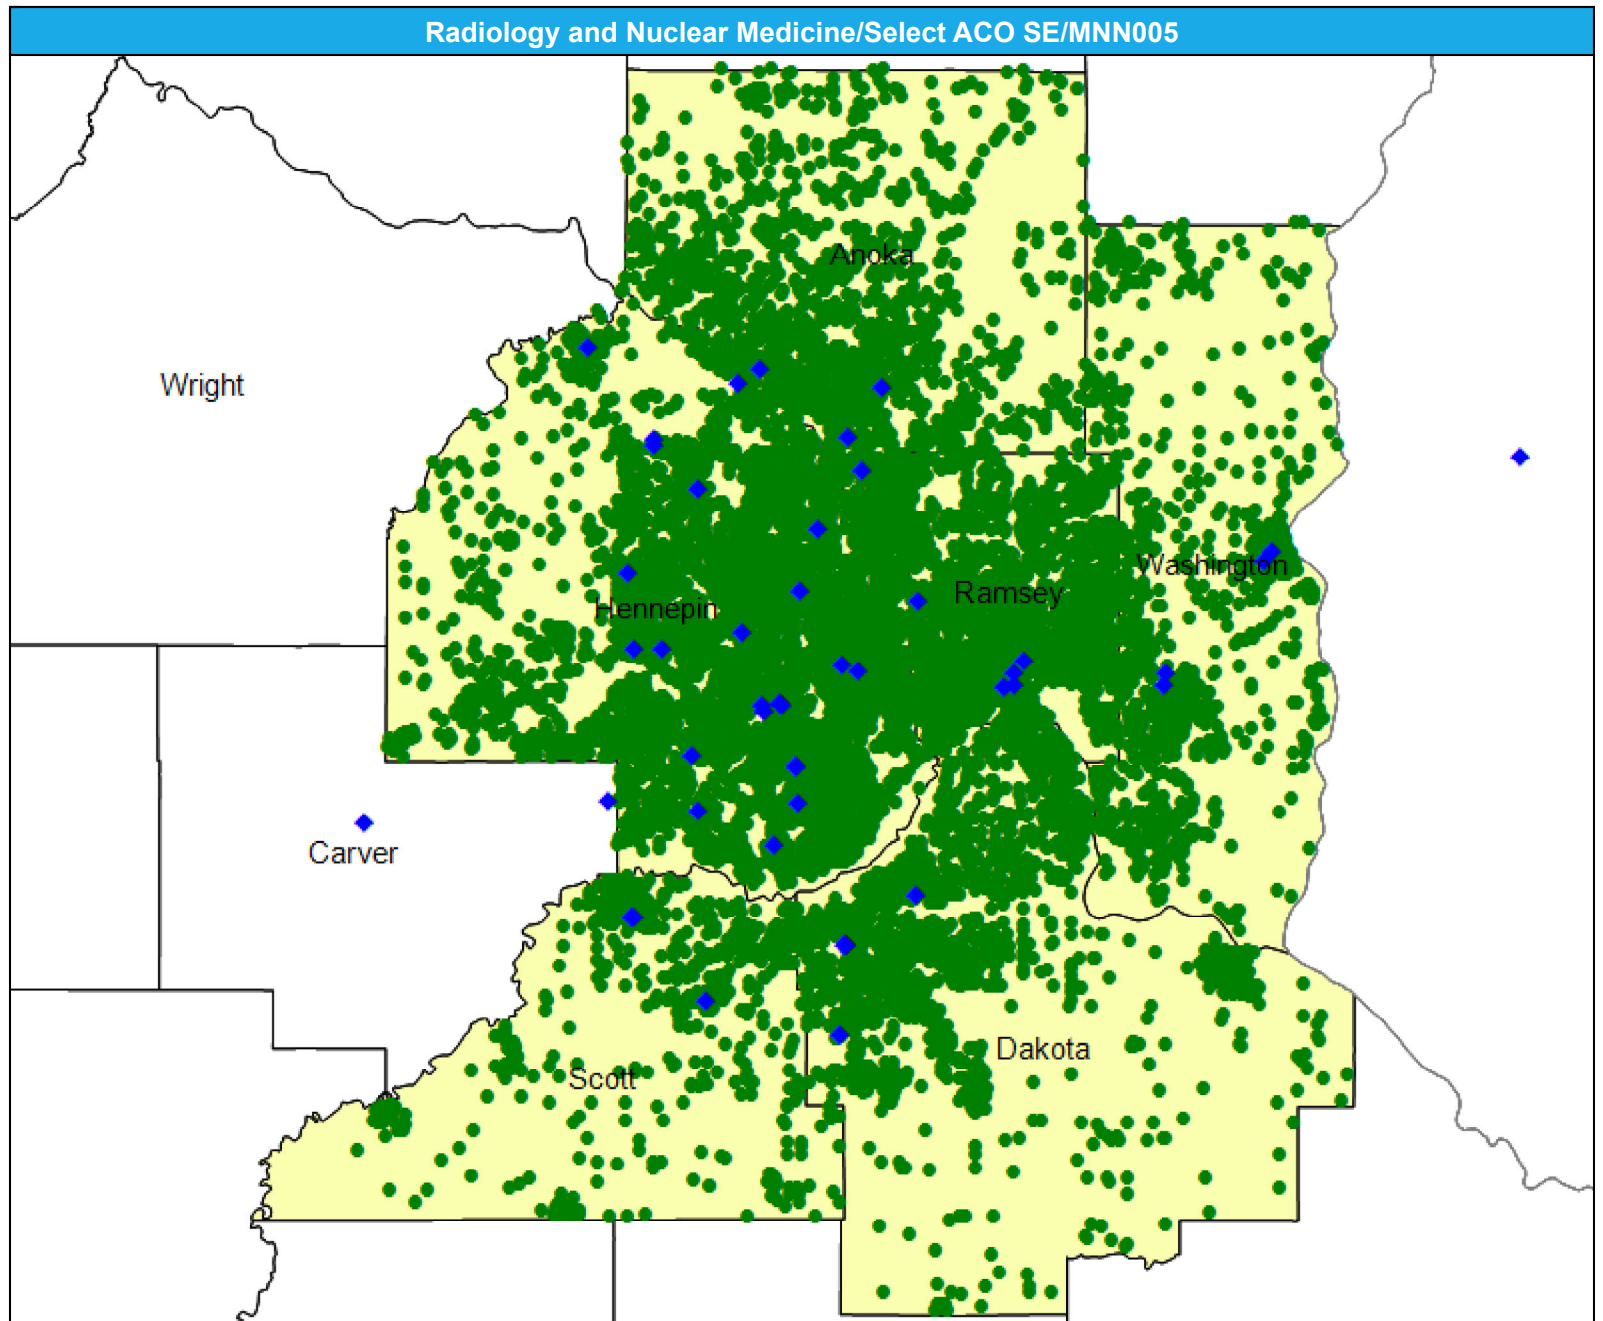 Radiology and Nuclear Medicine/Select ACO SE/MNN005
Anoka
Wright
Washington
Ramsey
Hennepin
Carver
Dakota
Scott